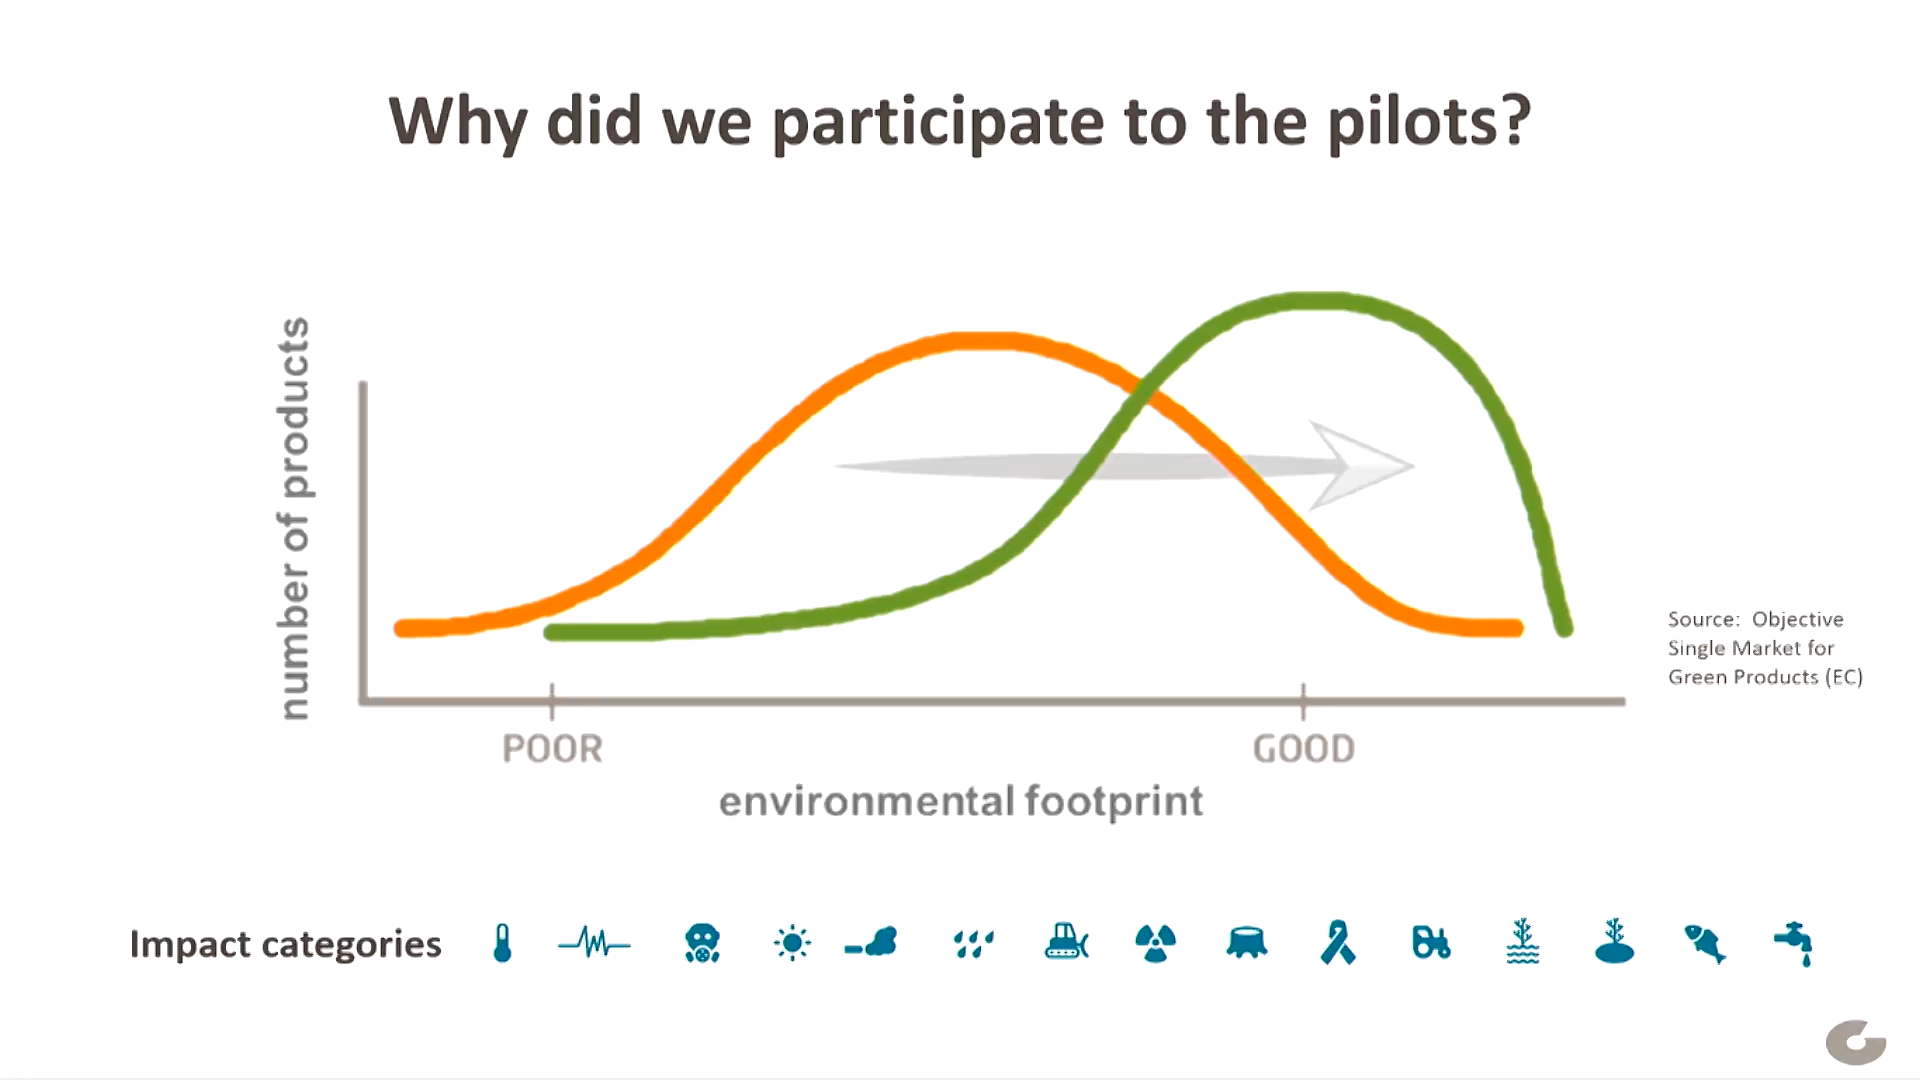 Why did we participate to the pilots?
number of products
Source: Objective
Single Market for
Green Products (EC)
POOR
GOOD
environmental footprint
Impact categories